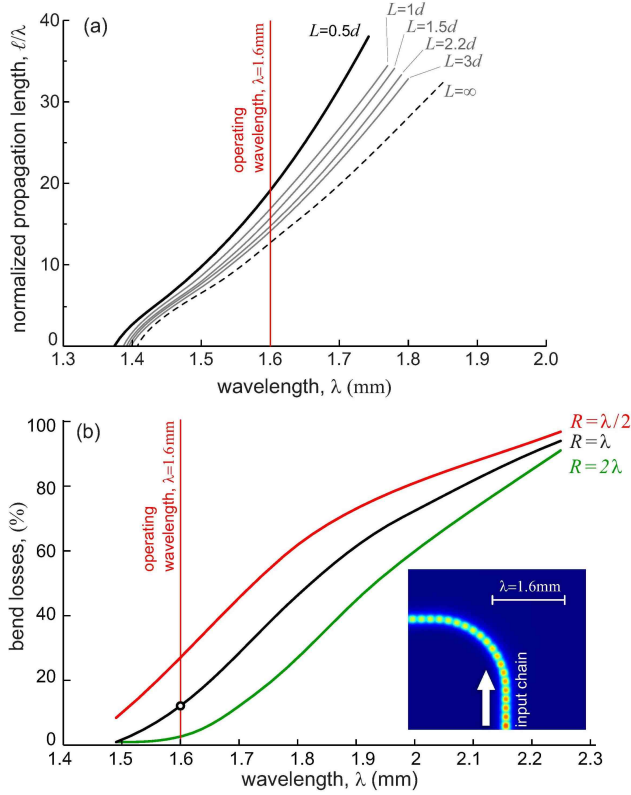 (a)
normalized propagation length, ℓ/λ
40
30
20
10
0
operating
wavelength, λ=1.6mm
L=0.5d
L=1d
L=1.5d
L=2.2d
L=3d
L=∞
1.3 1.4 1.5 1.6 1.7 1.8 1.9 2.0
wavelength, λ (mm)
(b)
bend losses, (%)
100
80
60
40
20
0
operating
wavelength, λ=1.6mm
R=λ/2
R=λ
R=2λ
λ=1.6mm
input chain
1.4 1.5 1.6 1.7 1.8 1.9 2.0 2.1 2.2 2.3
wavelength, λ (mm)